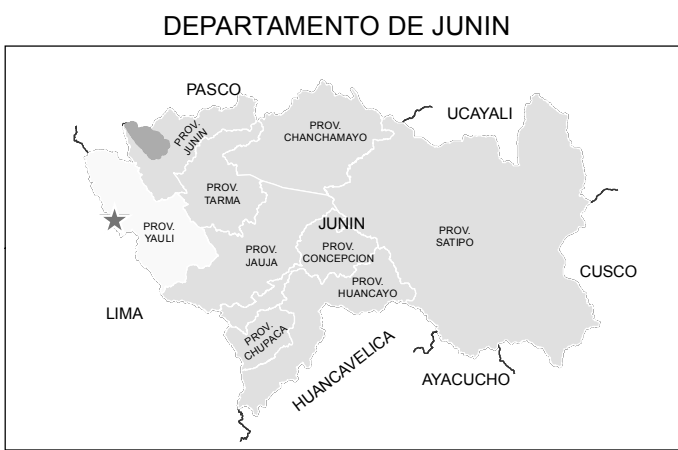 DEPARTAMENTO DE JUNIN
PASCO
UCAYALI
PROV.
JUNIN
PROV.
CHANCHAMAYO
PROV.
TARMA
PROV.
YAULI
JUNIN
PROV.
SATIPO
PROV.
CONCEPCION
PROV.
JAUJA
CUSCO
PROV.
HUANCAYO
LIMA
PROV.
CHUPACA
HUANCAVELICA
AYACUCHO